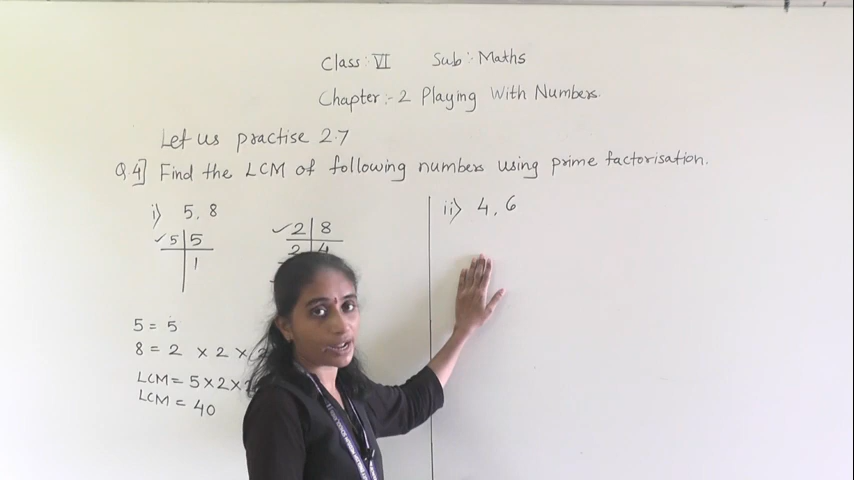 Class:- VI Sub:- Maths
Chapter:- 2 Playing With Numbers.
Let us practise 2.7
Q.4] Find the LCM of following numbers using prime factorisation.
i) 5, 8
✓5 | 5
1
✓2 | 8
2 | 4
5 = 5
8 = 2 × 2 ×
LCM = 5 × 2 ×
LCM = 40
ii) 4, 6